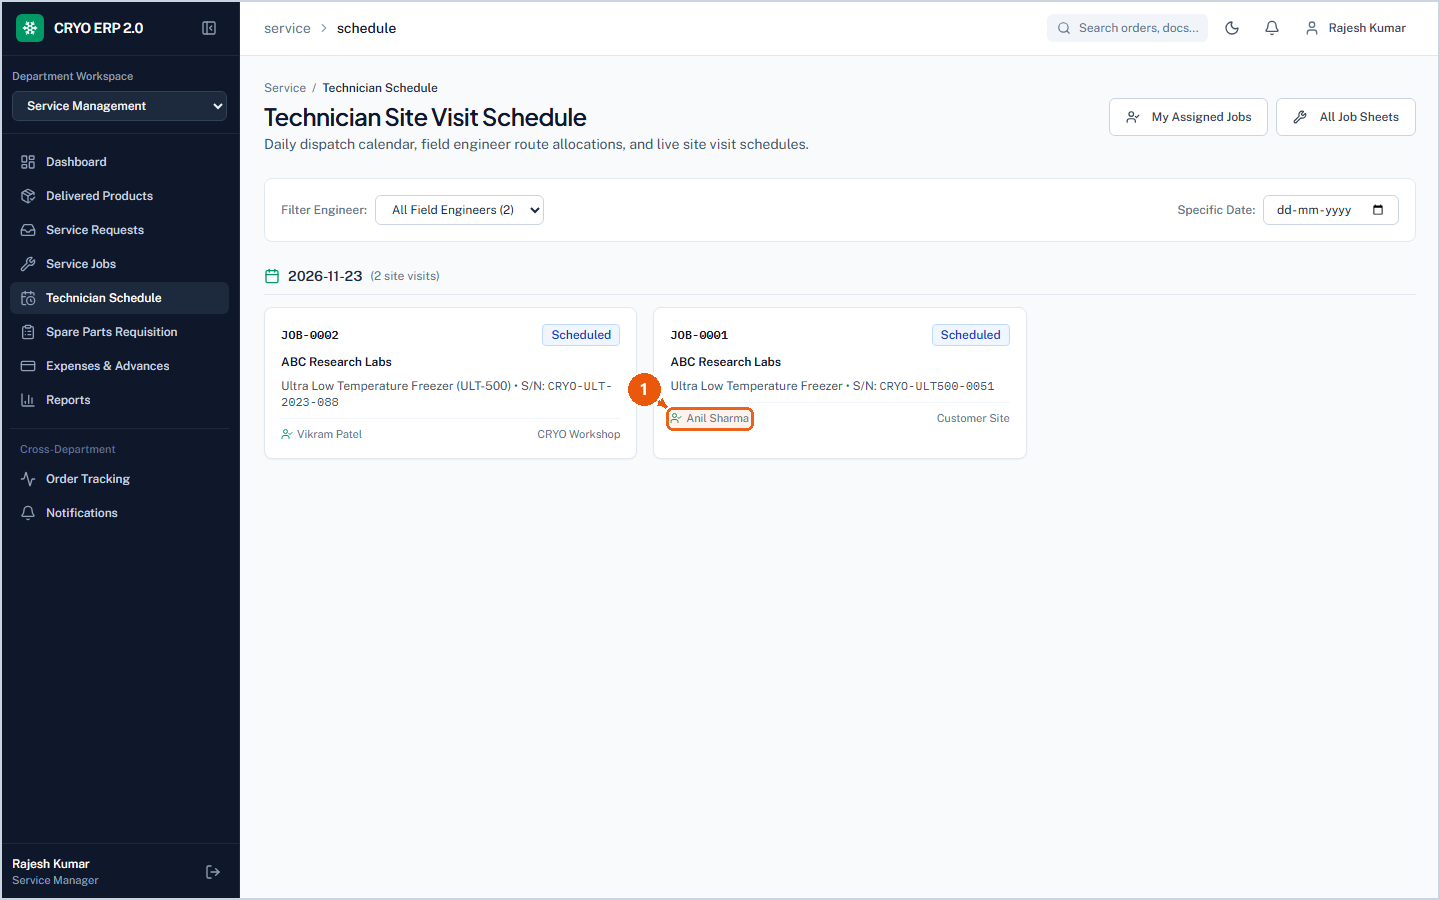 CRYO ERP 2.0
Department Workspace
Service Management
Dashboard
Delivered Products
Service Requests
Service Jobs
Technician Schedule
Spare Parts Requisition
Expenses & Advances
Reports
Cross-Department
Order Tracking
Notifications
Rajesh Kumar
Service Manager
service > schedule
Search orders, docs...
Rajesh Kumar
Service / Technician Schedule
Technician Site Visit Schedule
Daily dispatch calendar, field engineer route allocations, and live site visit schedules.
My Assigned Jobs
All Job Sheets
Filter Engineer: All Field Engineers (2)
Specific Date: dd-mm-yyyy
2026-11-23 (2 site visits)
JOB-0002 Scheduled
ABC Research Labs
Ultra Low Temperature Freezer (ULT-500) • S/N: CRYO-ULT-
2023-088
Vikram Patel CRYO Workshop
JOB-0001 Scheduled
ABC Research Labs
Ultra Low Temperature Freezer • S/N: CRYO-ULT500-0051
1
Anil Sharma Customer Site